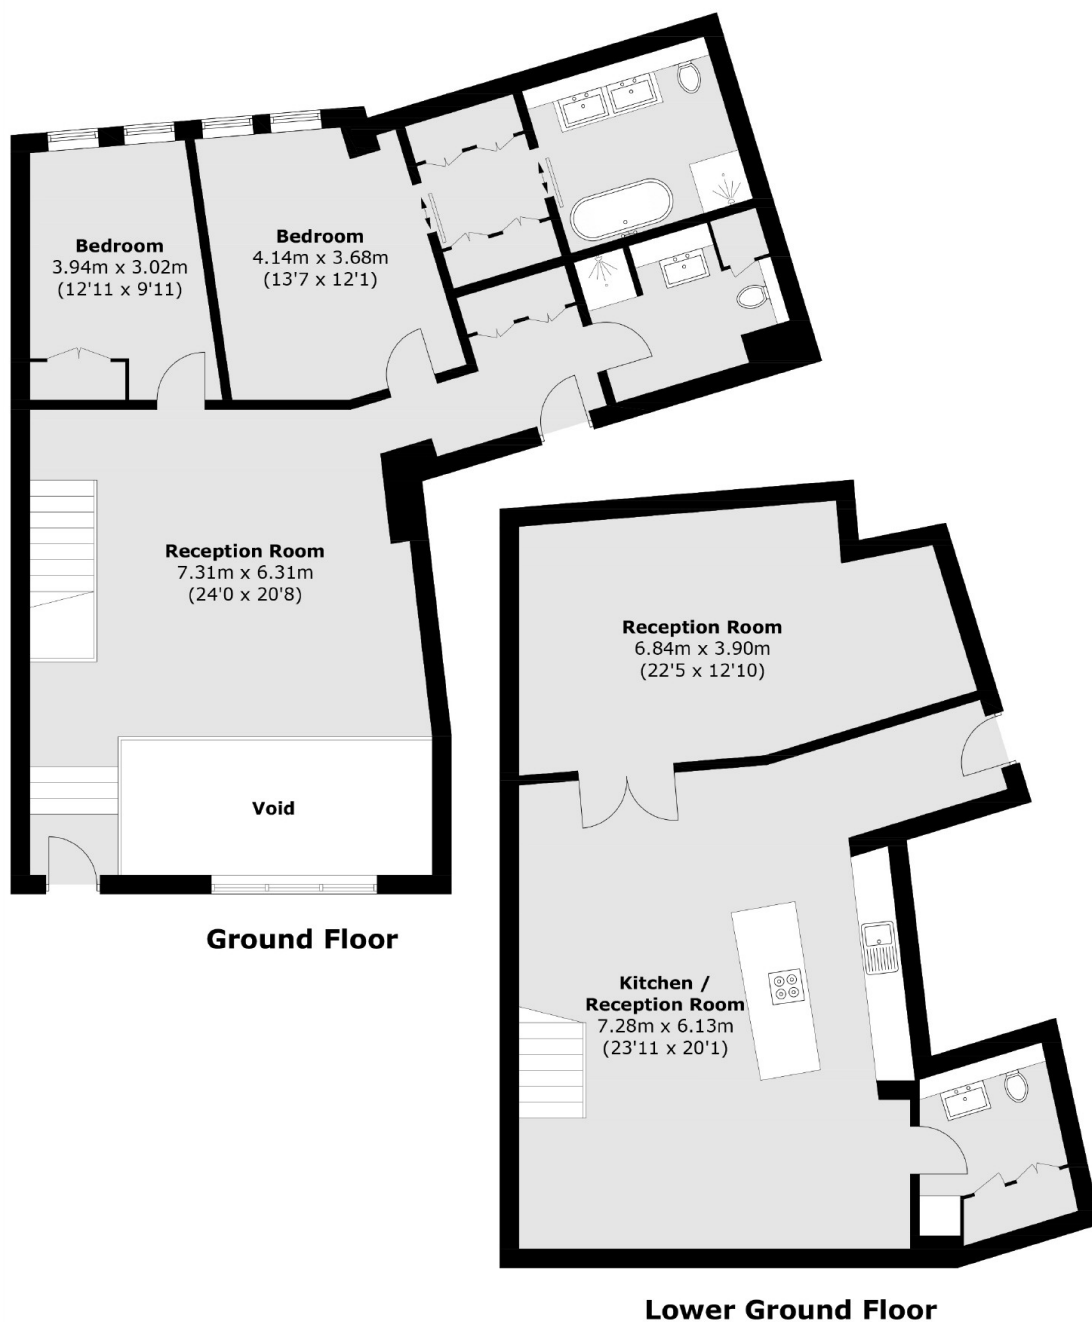 Bedroom
3.94m x 3.02m
(12'11 x 9'11)
Bedroom
4.14m x 3.68m
(13'7 x 12'1)
Reception Room
7.31m x 6.31m
(24'0 x 20'8)
Void
Ground Floor
Reception Room
6.84m x 3.90m
(22'5 x 12'10)
Kitchen /
Reception Room
7.28m x 6.13m
(23'11 x 20'1)
Lower Ground Floor